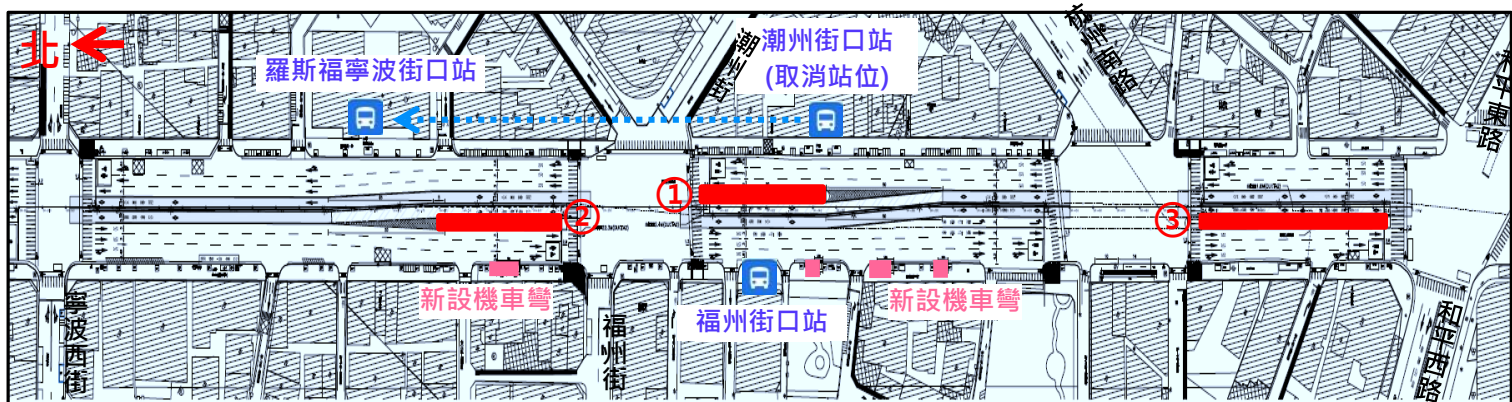 北
羅斯福寧波街口站
潮州街
潮州街口站
(取消站位)
杭州南路
和平東路
①
②
③
新設機車彎
福州街口站
新設機車彎
寧波西街
福州街
和平西路